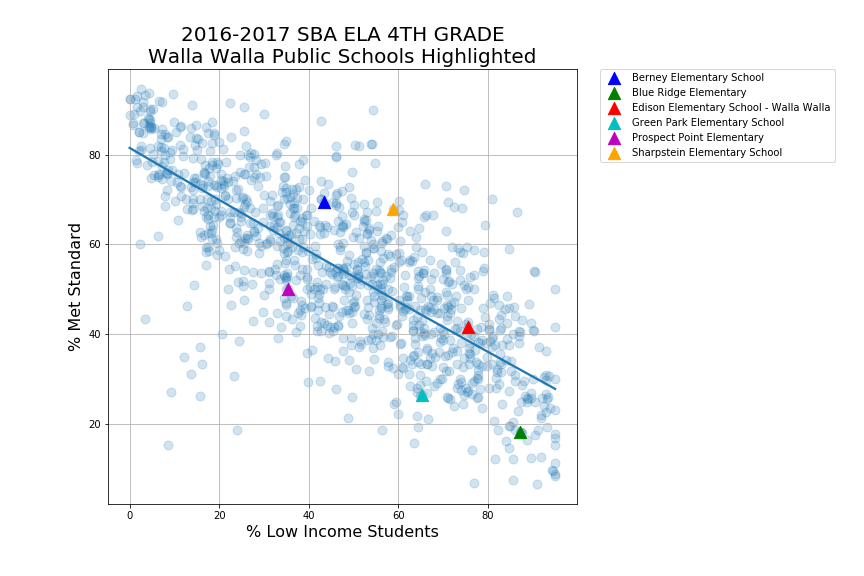 2016-2017 SBA ELA 4TH GRADE
Walla Walla Public Schools Highlighted
Berney Elementary School
Blue Ridge Elementary
Edison Elementary School - Walla Walla
Green Park Elementary School
Prospect Point Elementary
Sharpstein Elementary School
% Met Standard
80
60
40
20
0 20 40 60 80
% Low Income Students